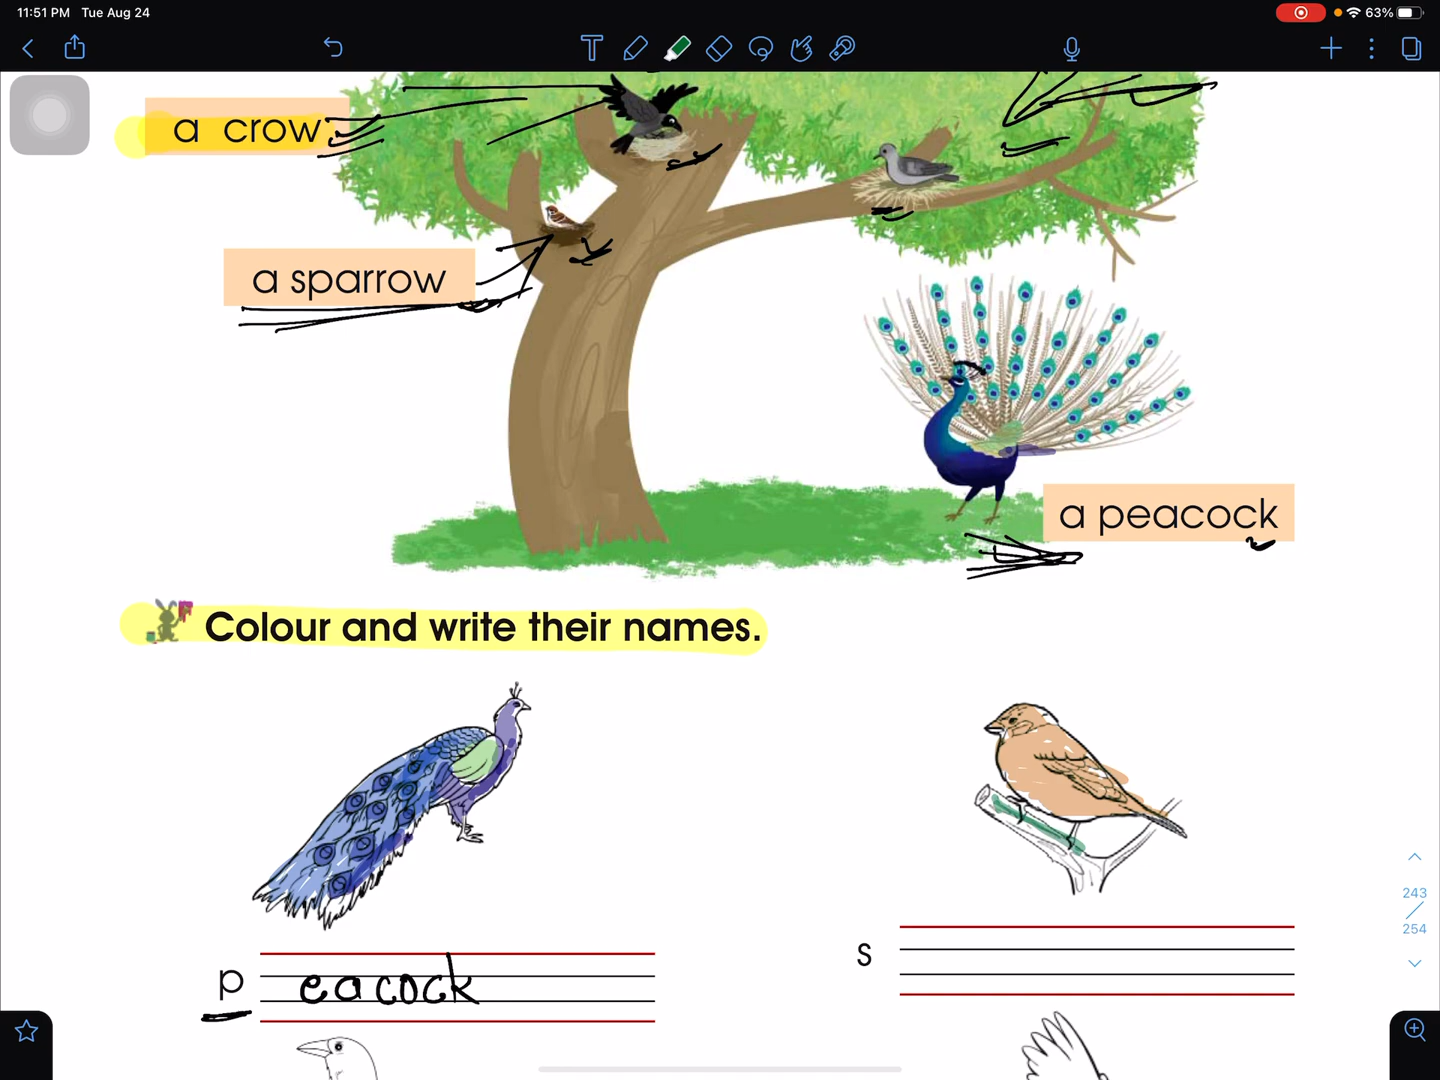 11:51 PM Tue Aug 24
63%
a crow
a sparrow
a peacock
Colour and write their names.
243
254
s
p eacock